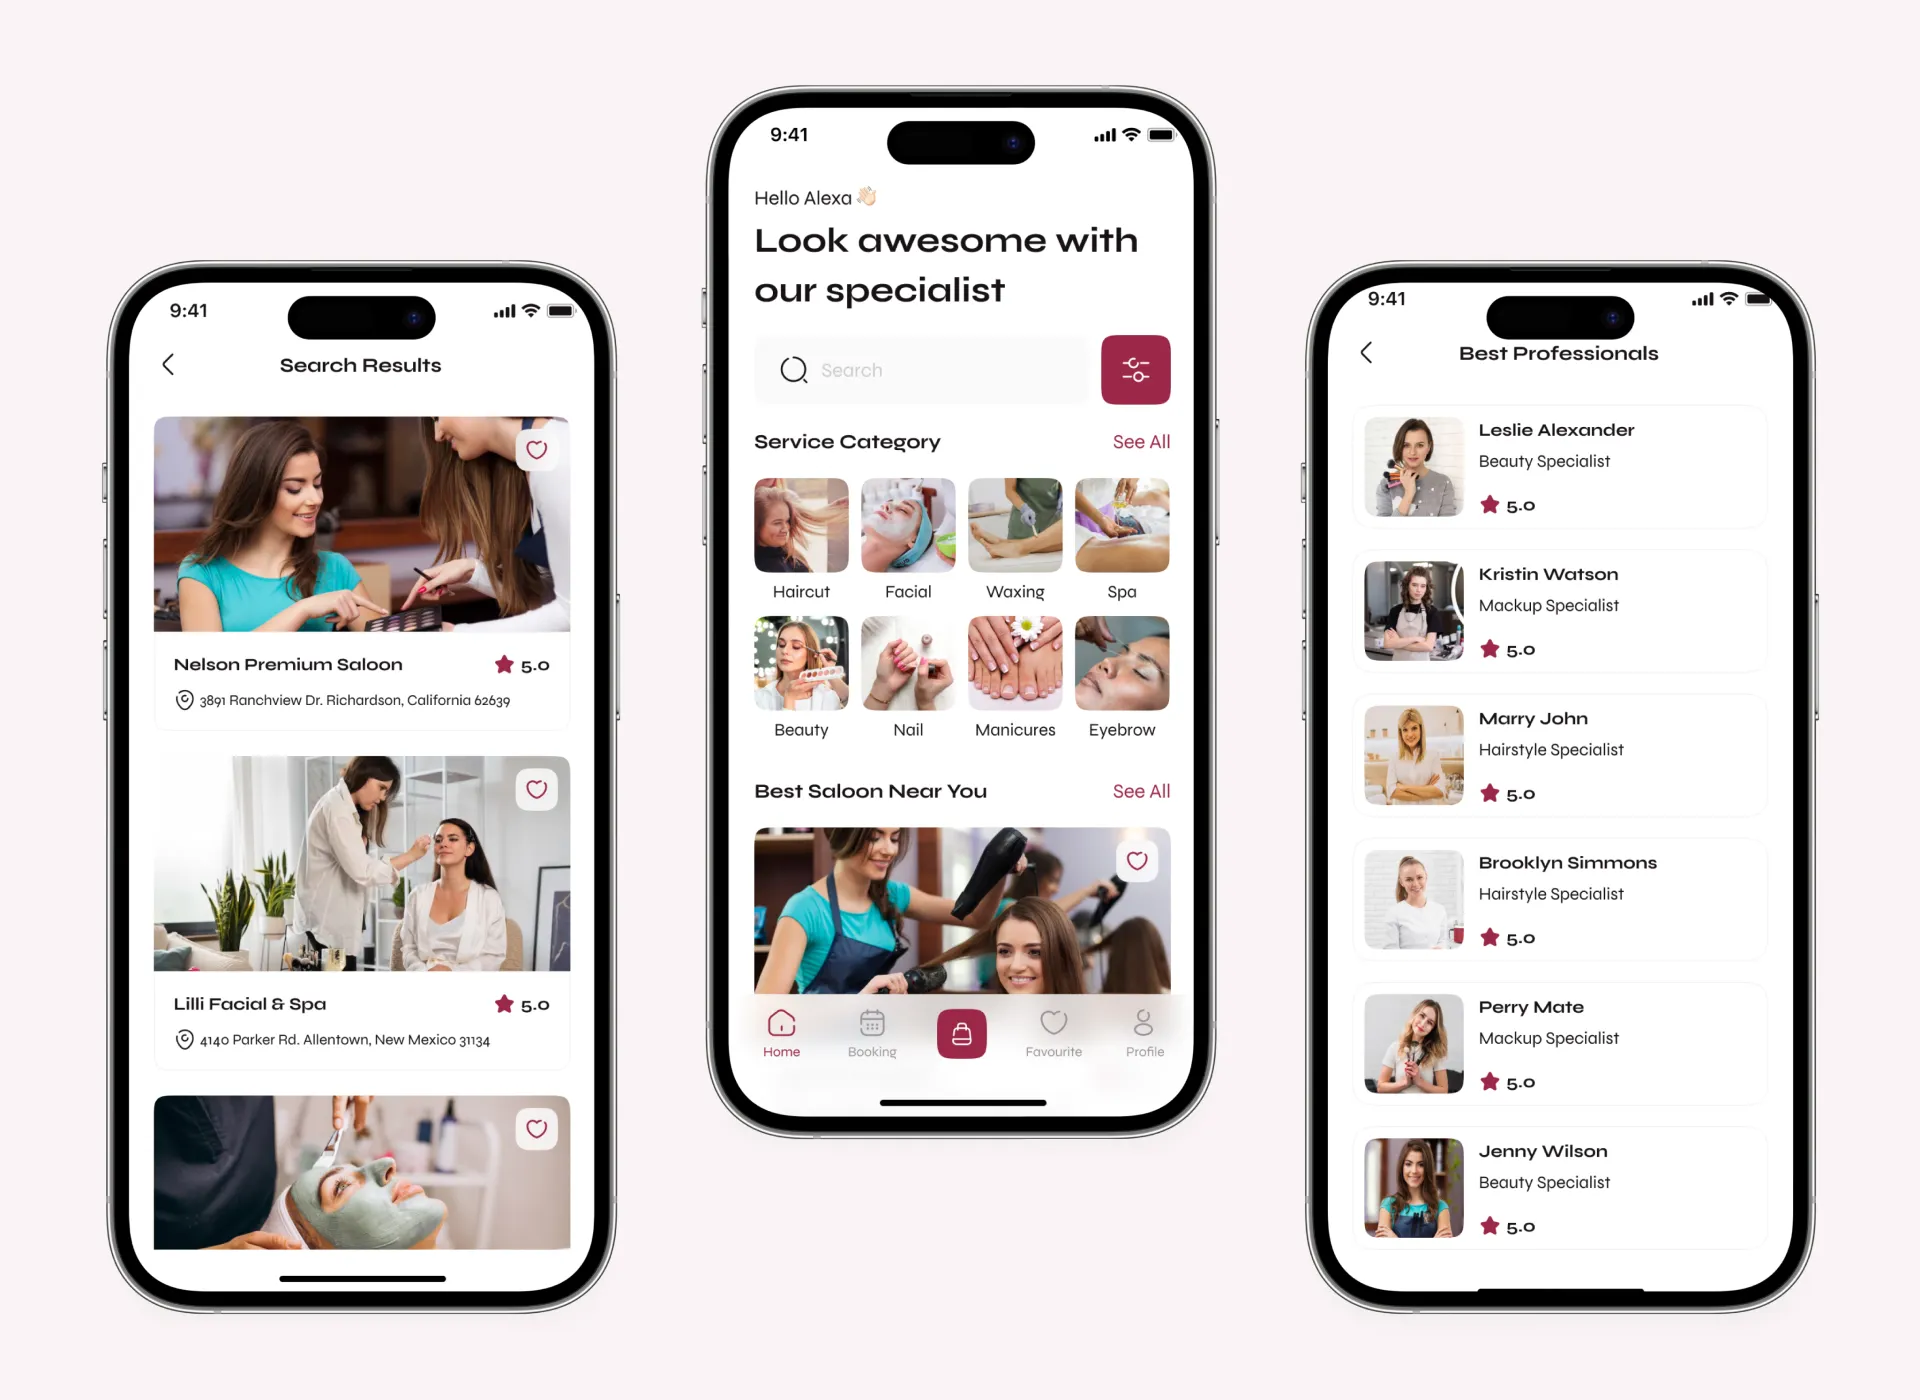 9:41
Search Results
Nelson Premium Saloon
5.0
3891 Ranchview Dr. Richardson, California 62639
Lilli Facial & Spa
5.0
4140 Parker Rd. Allentown, New Mexico 31134
9:41
Hello Alexa 👋🏻
Look awesome with
our specialist
Search
Service Category
See All
Haircut
Facial
Waxing
Spa
Beauty
Nail
Manicures
Eyebrow
Best Saloon Near You
See All
Home
Booking
Favourite
Profile
9:41
Best Professionals
Leslie Alexander
Beauty Specialist
5.0
Kristin Watson
Mackup Specialist
5.0
Marry John
Hairstyle Specialist
5.0
Brooklyn Simmons
Hairstyle Specialist
5.0
Perry Mate
Mackup Specialist
5.0
Jenny Wilson
Beauty Specialist
5.0